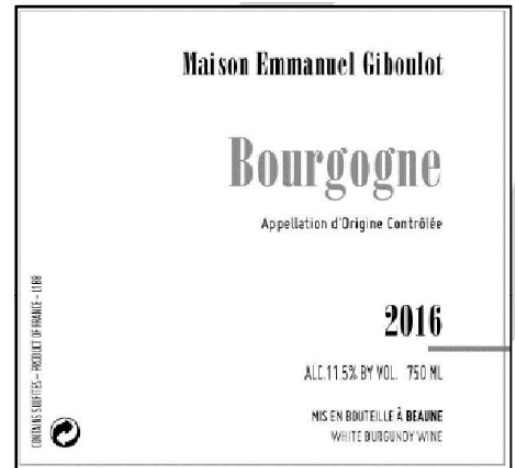 Maison Emmanuel Giboulot
Bourgogne
Appellation d'Origine Contrôlée
2016
ALC.11.5% BY VOL. 750 ML
MIS EN BOUTEILLE À BEAUNE
WHITE BURGUNDY WINE
CONTAINS SULFITES – PRODUCT OF FRANCE –